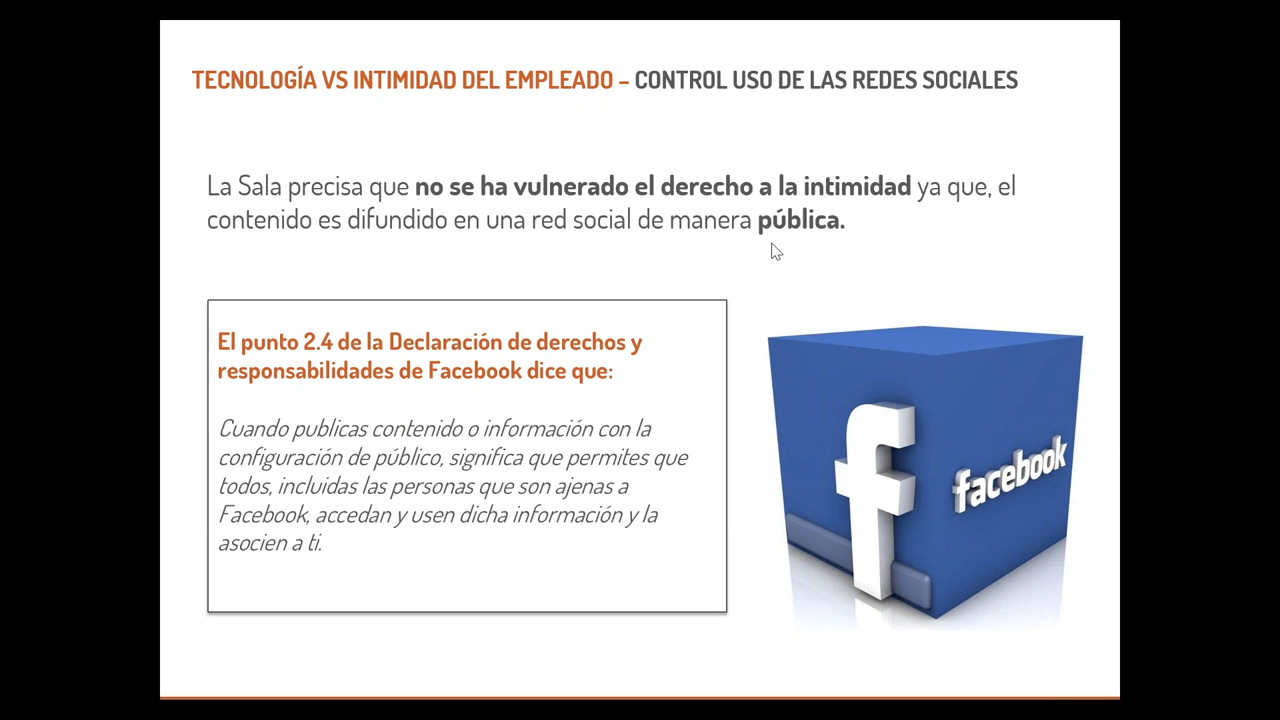 TECNOLOGÍA VS INTIMIDAD DEL EMPLEADO – CONTROL USO DE LAS REDES SOCIALES
La Sala precisa que no se ha vulnerado el derecho a la intimidad ya que, el
contenido es difundido en una red social de manera pública.
El punto 2.4 de la Declaración de derechos y
responsabilidades de Facebook dice que:
Cuando publicas contenido o información con la
configuración de público, significa que permites que
todos, incluidas las personas que son ajenas a
Facebook, accedan y usen dicha información y la
asocien a ti.
f
facebook